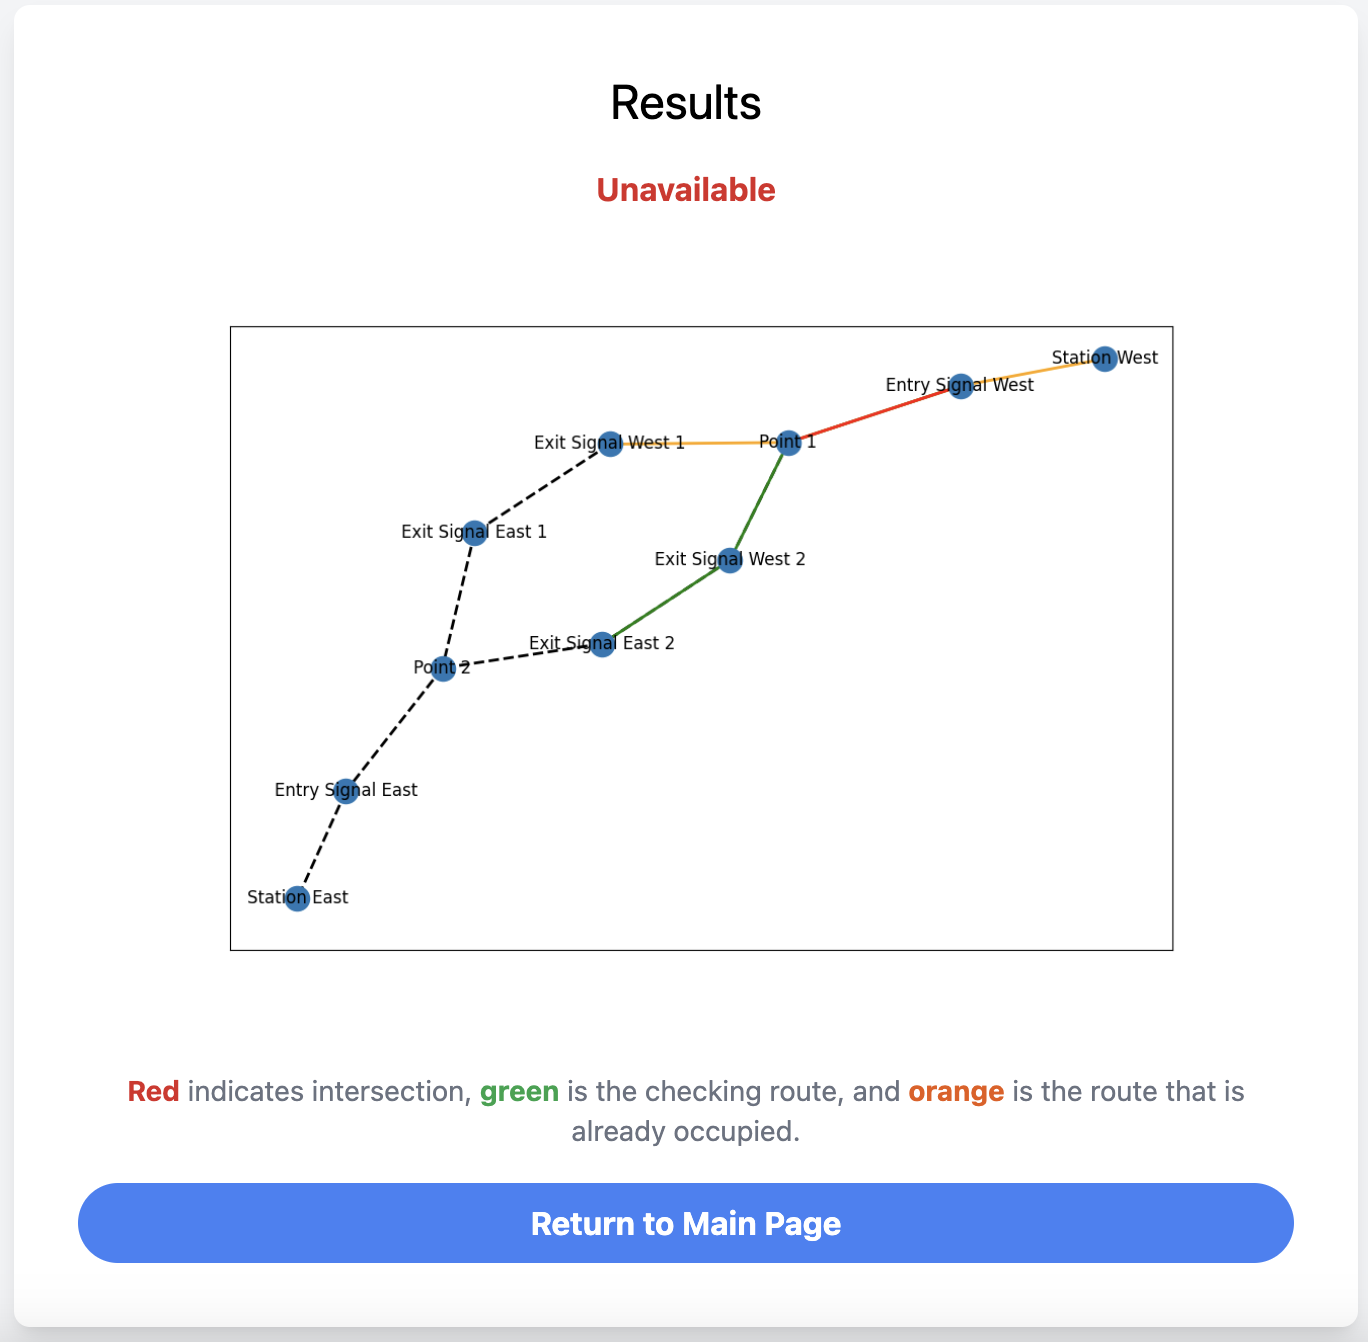 Results
Unavailable
Station West
Entry Signal West
Exit Signal West 1
Point 1
Exit Signal East 1
Exit Signal West 2
Exit Signal East 2
Point 2
Entry Signal East
Station East
Red indicates intersection, green is the checking route, and orange is the route that is
already occupied.
Return to Main Page